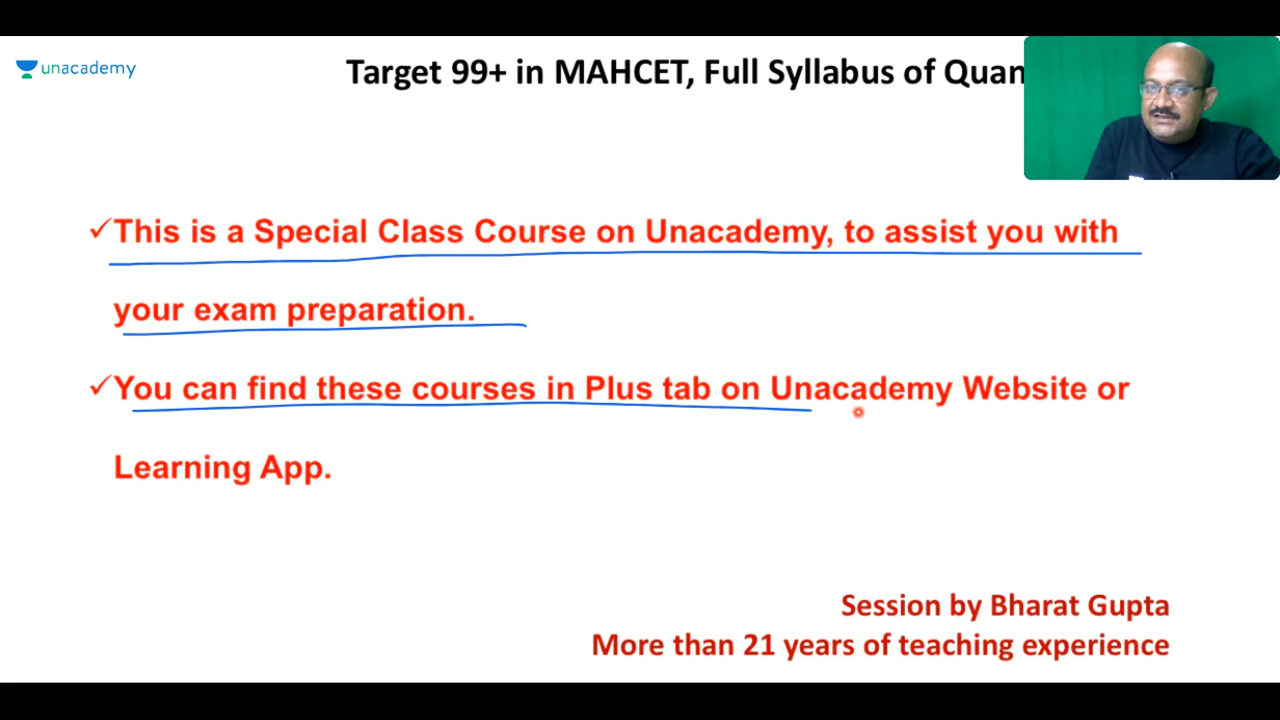 unacademy
Target 99+ in MAHCET, Full Syllabus of Quan
✓This is a Special Class Course on Unacademy, to assist you with
your exam preparation.
✓You can find these courses in Plus tab on Unacademy Website or
Learning App.
Session by Bharat Gupta
More than 21 years of teaching experience